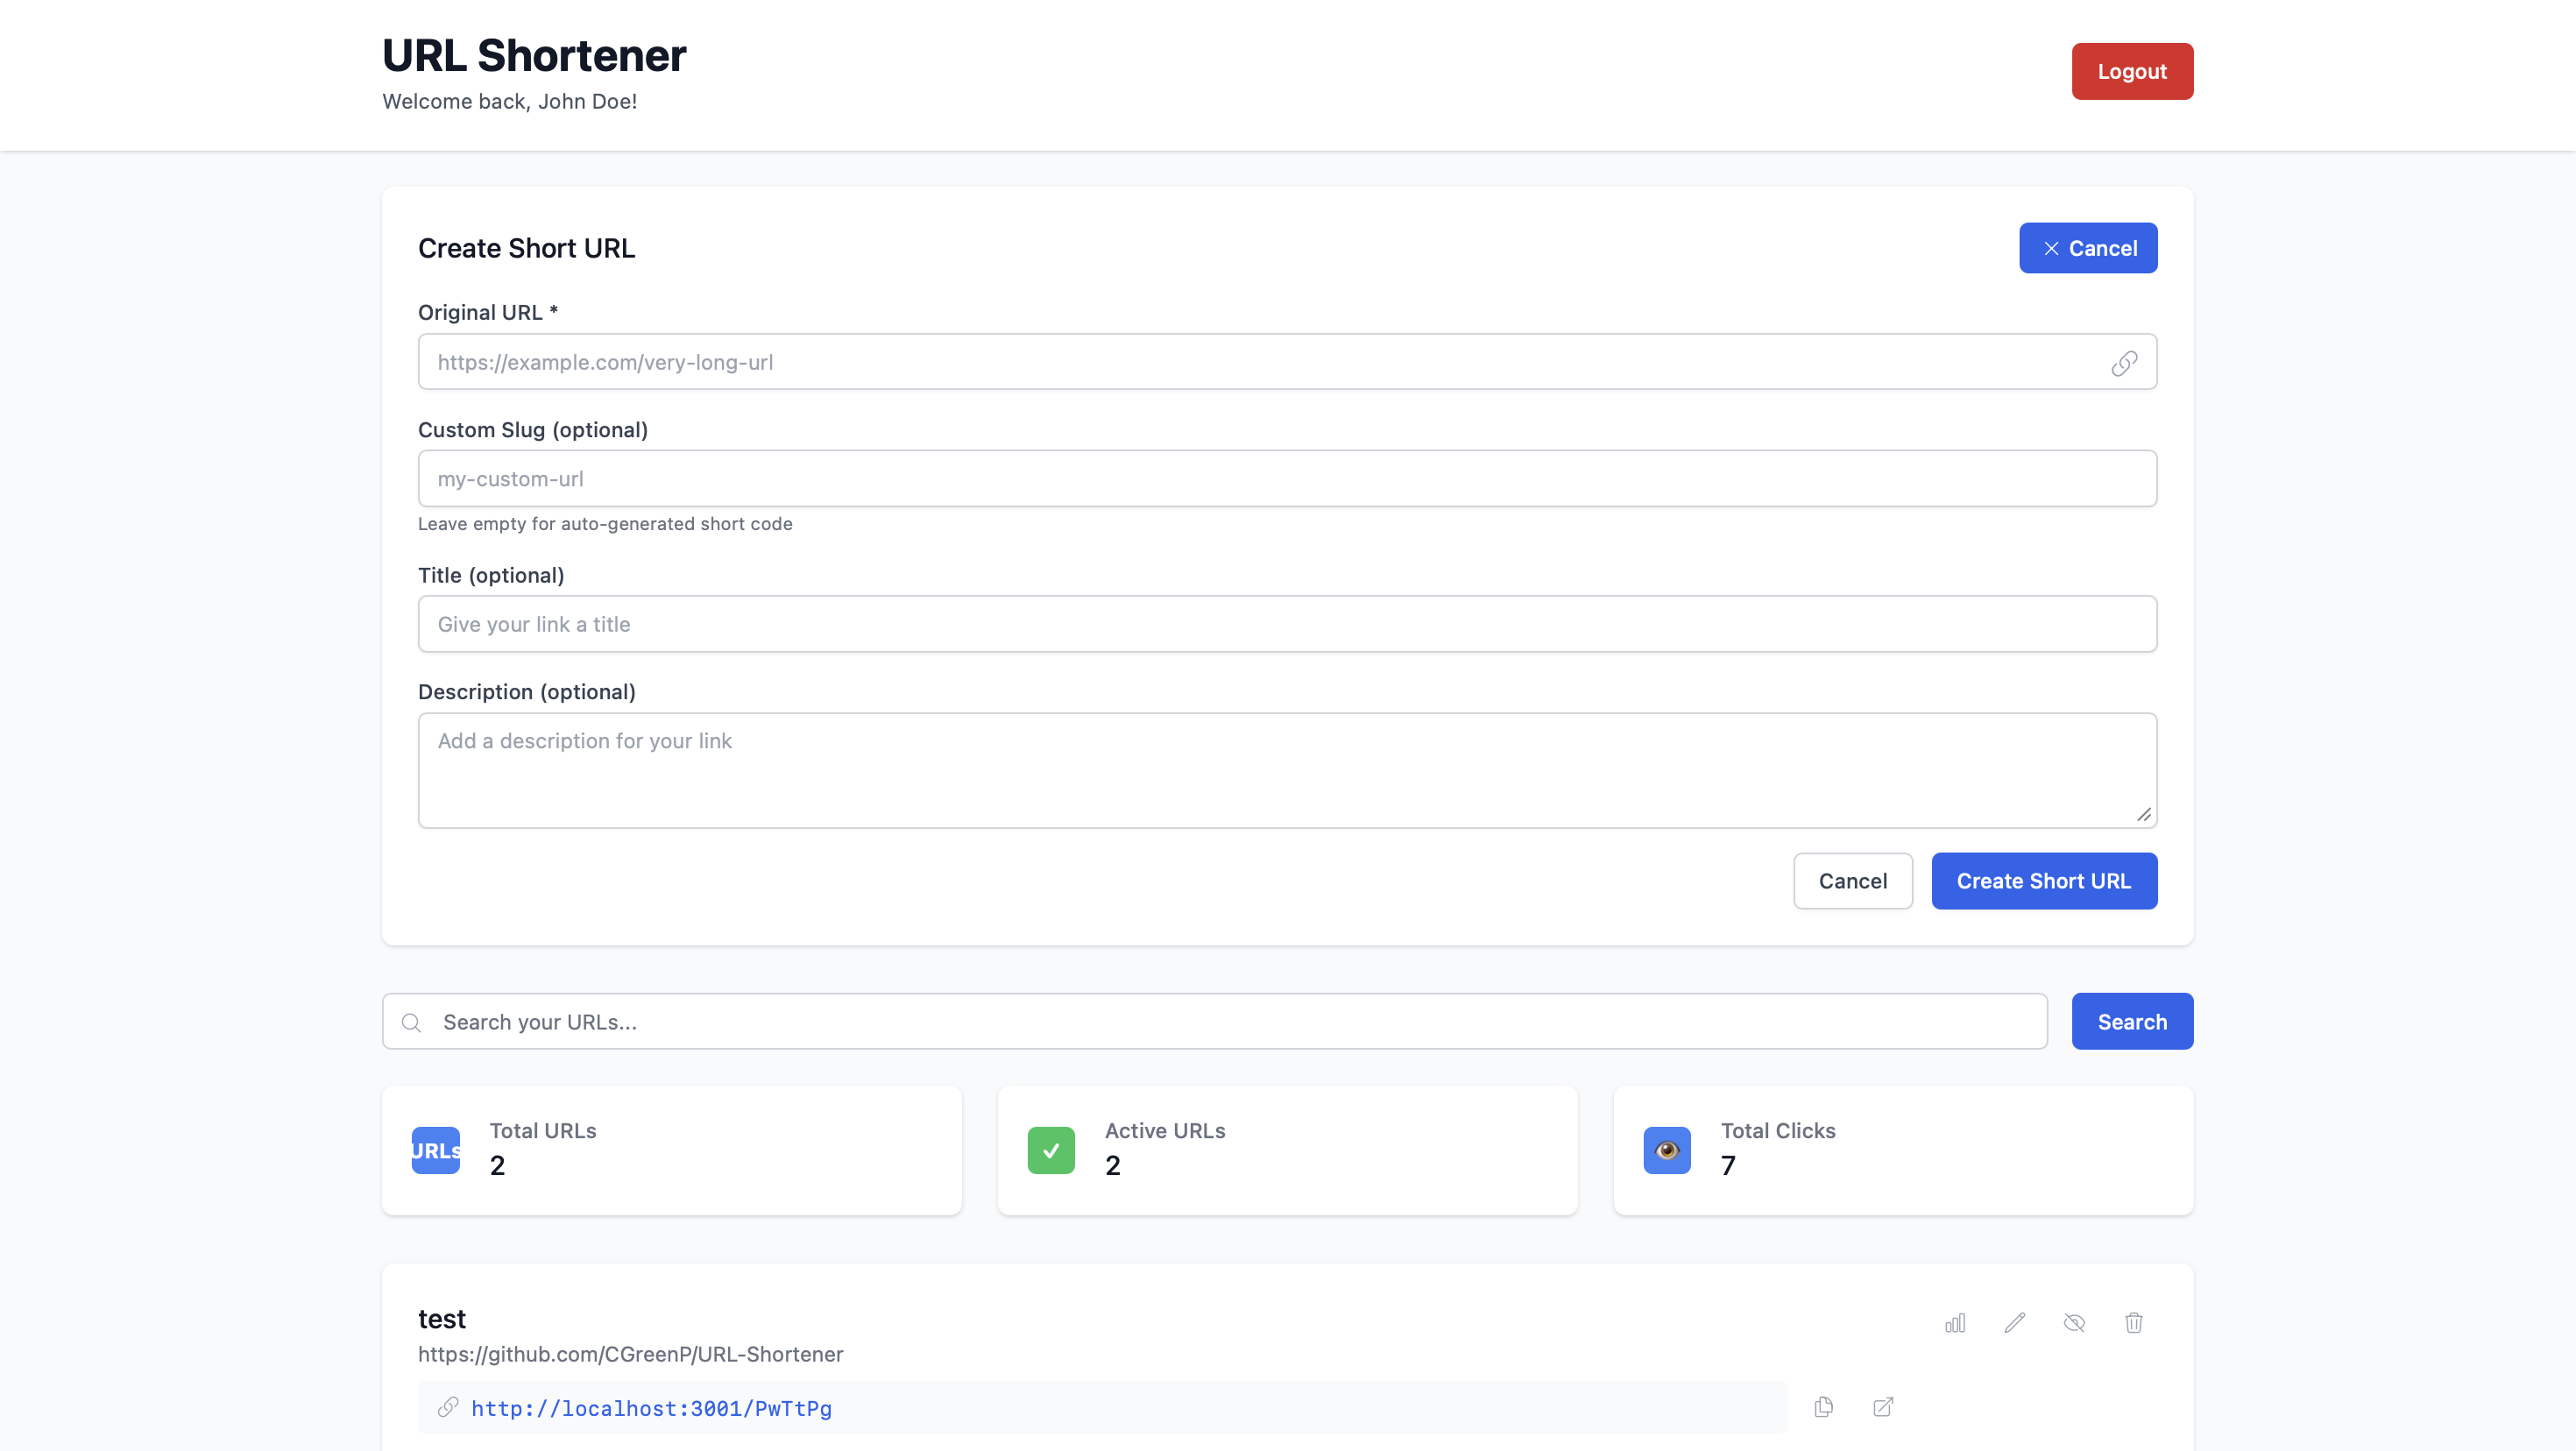 URL Shortener
Welcome back, John Doe!
Logout
Create Short URL
Cancel
Original URL *
https://example.com/very-long-url
Custom Slug (optional)
my-custom-url
Leave empty for auto-generated short code
Title (optional)
Give your link a title
Description (optional)
Add a description for your link
Cancel
Create Short URL
Search your URLs...
Search
URLs
Total URLs
2
Active URLs
2
Total Clicks
7
test
https://github.com/CGreenP/URL-Shortener
http://localhost:3001/PwTtPg